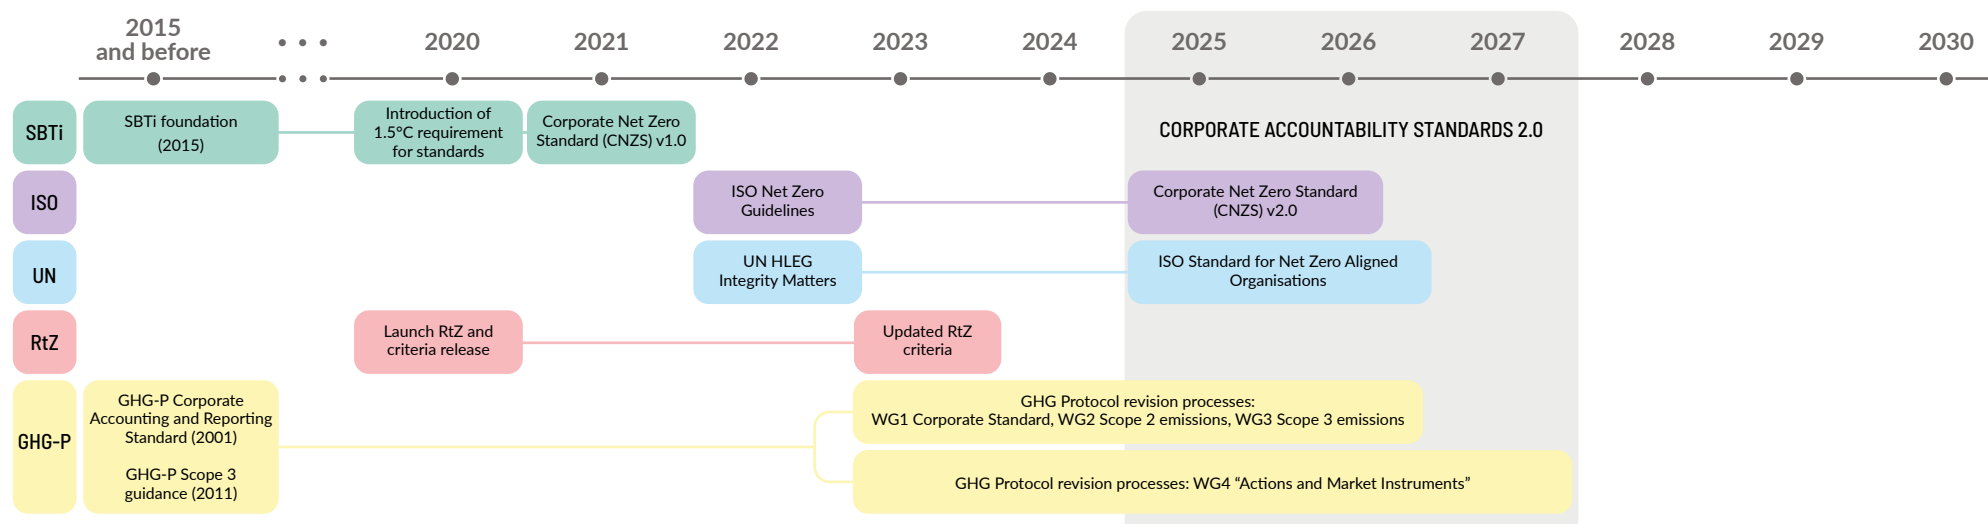 2015
and before
2020
2021
2022
2023
2024
2025
2026
2027
2028
2029
2030
CORPORATE ACCOUNTABILITY STANDARDS 2.0
SBTi
SBTi foundation
(2015)
Introduction of
1.5°C requirement
for standards
Corporate Net Zero
Standard (CNZS) v1.0
ISO
ISO Net Zero
Guidelines
Corporate Net Zero Standard
(CNZS) v2.0
UN
UN HLEG
Integrity Matters
ISO Standard for Net Zero Aligned
Organisations
RtZ
Launch RtZ and
criteria release
Updated RtZ
criteria
GHG-P
GHG-P Corporate
Accounting and Reporting
Standard (2001)
GHG-P Scope 3
guidance (2011)
GHG Protocol revision processes:
WG1 Corporate Standard, WG2 Scope 2 emissions, WG3 Scope 3 emissions
GHG Protocol revision processes: WG4 “Actions and Market Instruments”